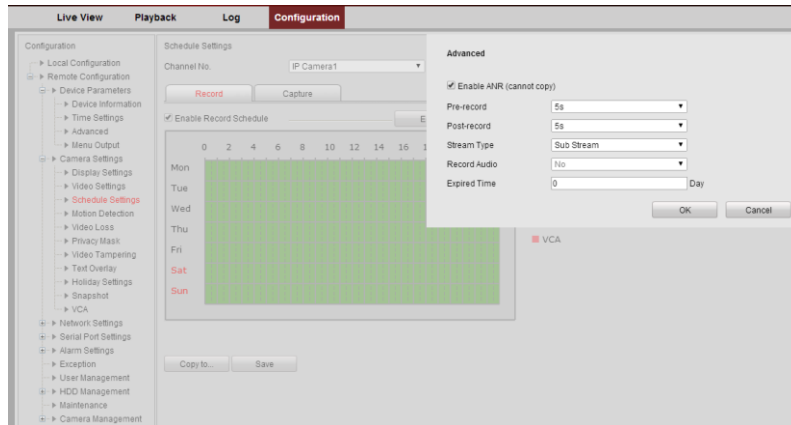 Live View Playback Log Configuration
Configuration
Local Configuration
Remote Configuration
Device Parameters
Device Information
Time Settings
Advanced
Menu Output
Camera Settings
Display Settings
Video Settings
Schedule Settings
Motion Detection
Video Loss
Privacy Mask
Video Tampering
Text Overlay
Holiday Settings
Snapshot
VCA
Network Settings
Serial Port Settings
Alarm Settings
Exception
User Management
HDD Management
Maintenance
Camera Management
Schedule Settings
Channel No. IP Camera1
Record Capture
Enable Record Schedule E
0 2 4 6 8 10 12 14 16 1
Mon
Tue
Wed
Thu
Fri
Sat
Sun
VCA
Copy to... Save
Advanced
Enable ANR (cannot copy)
Pre-record 5s
Post-record 5s
Stream Type Sub Stream
Record Audio No
Expired Time 0 Day
OK Cancel